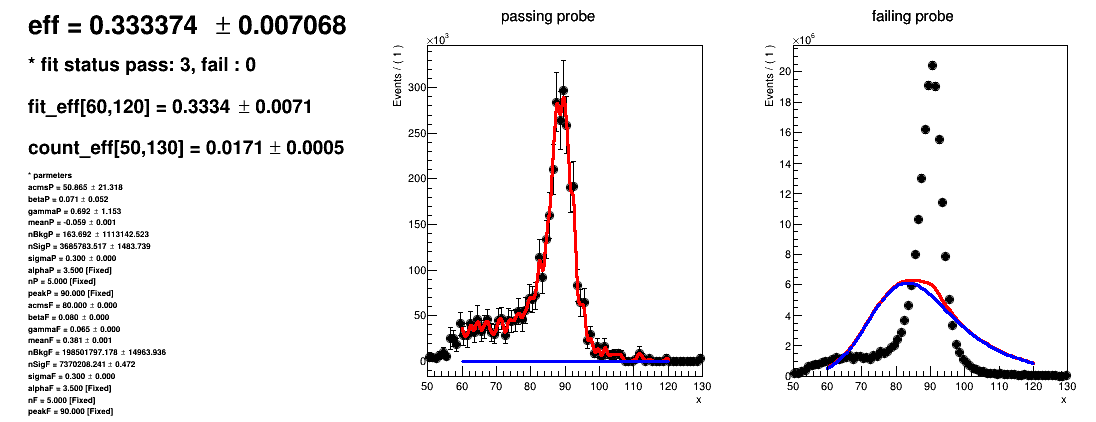 eff = 0.333374 ± 0.007068
* fit status pass: 3, fail : 0
fit_eff[60,120] = 0.3334 ± 0.0071
count_eff[50,130] = 0.0171 ± 0.0005
* parmeters
acmsP = 50.865 ± 21.318
betaP = 0.071 ± 0.052
gammaP = 0.692 ± 1.153
meanP = -0.059 ± 0.001
nBkgP = 163.692 ± 1113142.523
nSigP = 3685783.517 ± 1483.739
sigmaP = 0.300 ± 0.000
alphaP = 3.500 [Fixed]
nP = 5.000 [Fixed]
peakP = 90.000 [Fixed]
acmsF = 80.000 ± 0.000
betaF = 0.080 ± 0.000
gammaF = 0.065 ± 0.000
meanF = 0.381 ± 0.001
nBkgF = 198501797.178 ± 14963.936
nSigF = 7370208.241 ± 0.472
sigmaF = 0.300 ± 0.000
alphaF = 3.500 [Fixed]
nF = 5.000 [Fixed]
peakF = 90.000 [Fixed]
passing probe
×10³
Events / ( 1 )
300
250
200
150
100
50
0
50 60 70 80 90 100 110 120 130
x
failing probe
×10⁶
Events / ( 1 )
20
18
16
14
12
10
8
6
4
2
0
50 60 70 80 90 100 110 120 130
x